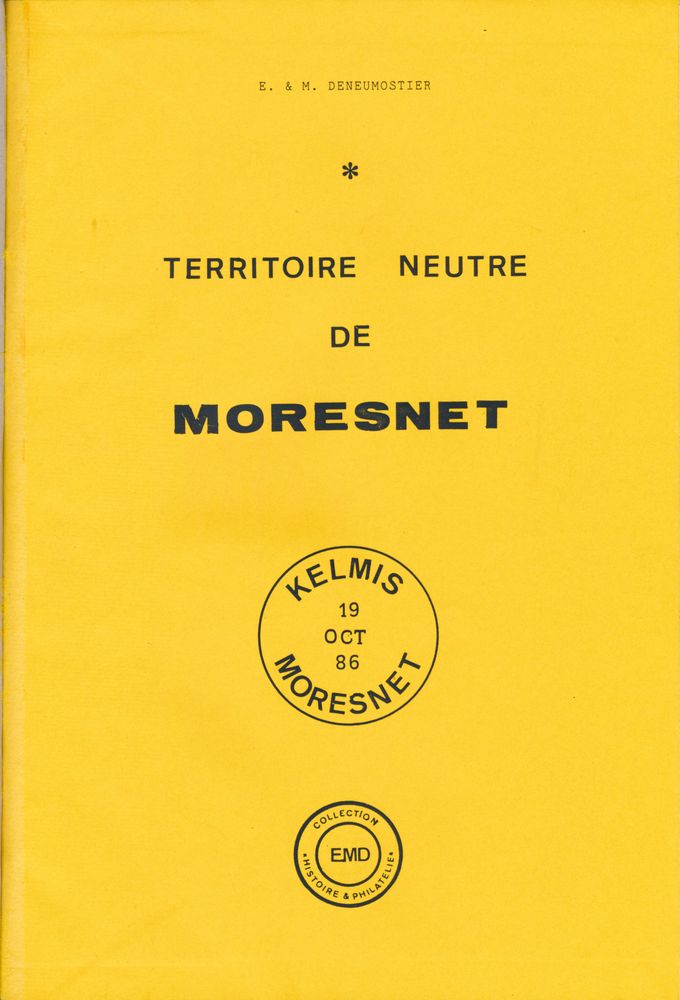 E. & M. DENEUMOSTIER
*
TERRITOIRE NEUTRE
DE
MORESNET
KELMIS
19
OCT
86
MORESNET
COLLECTION
EMD
"HISTOIRE & PHILATELIE"